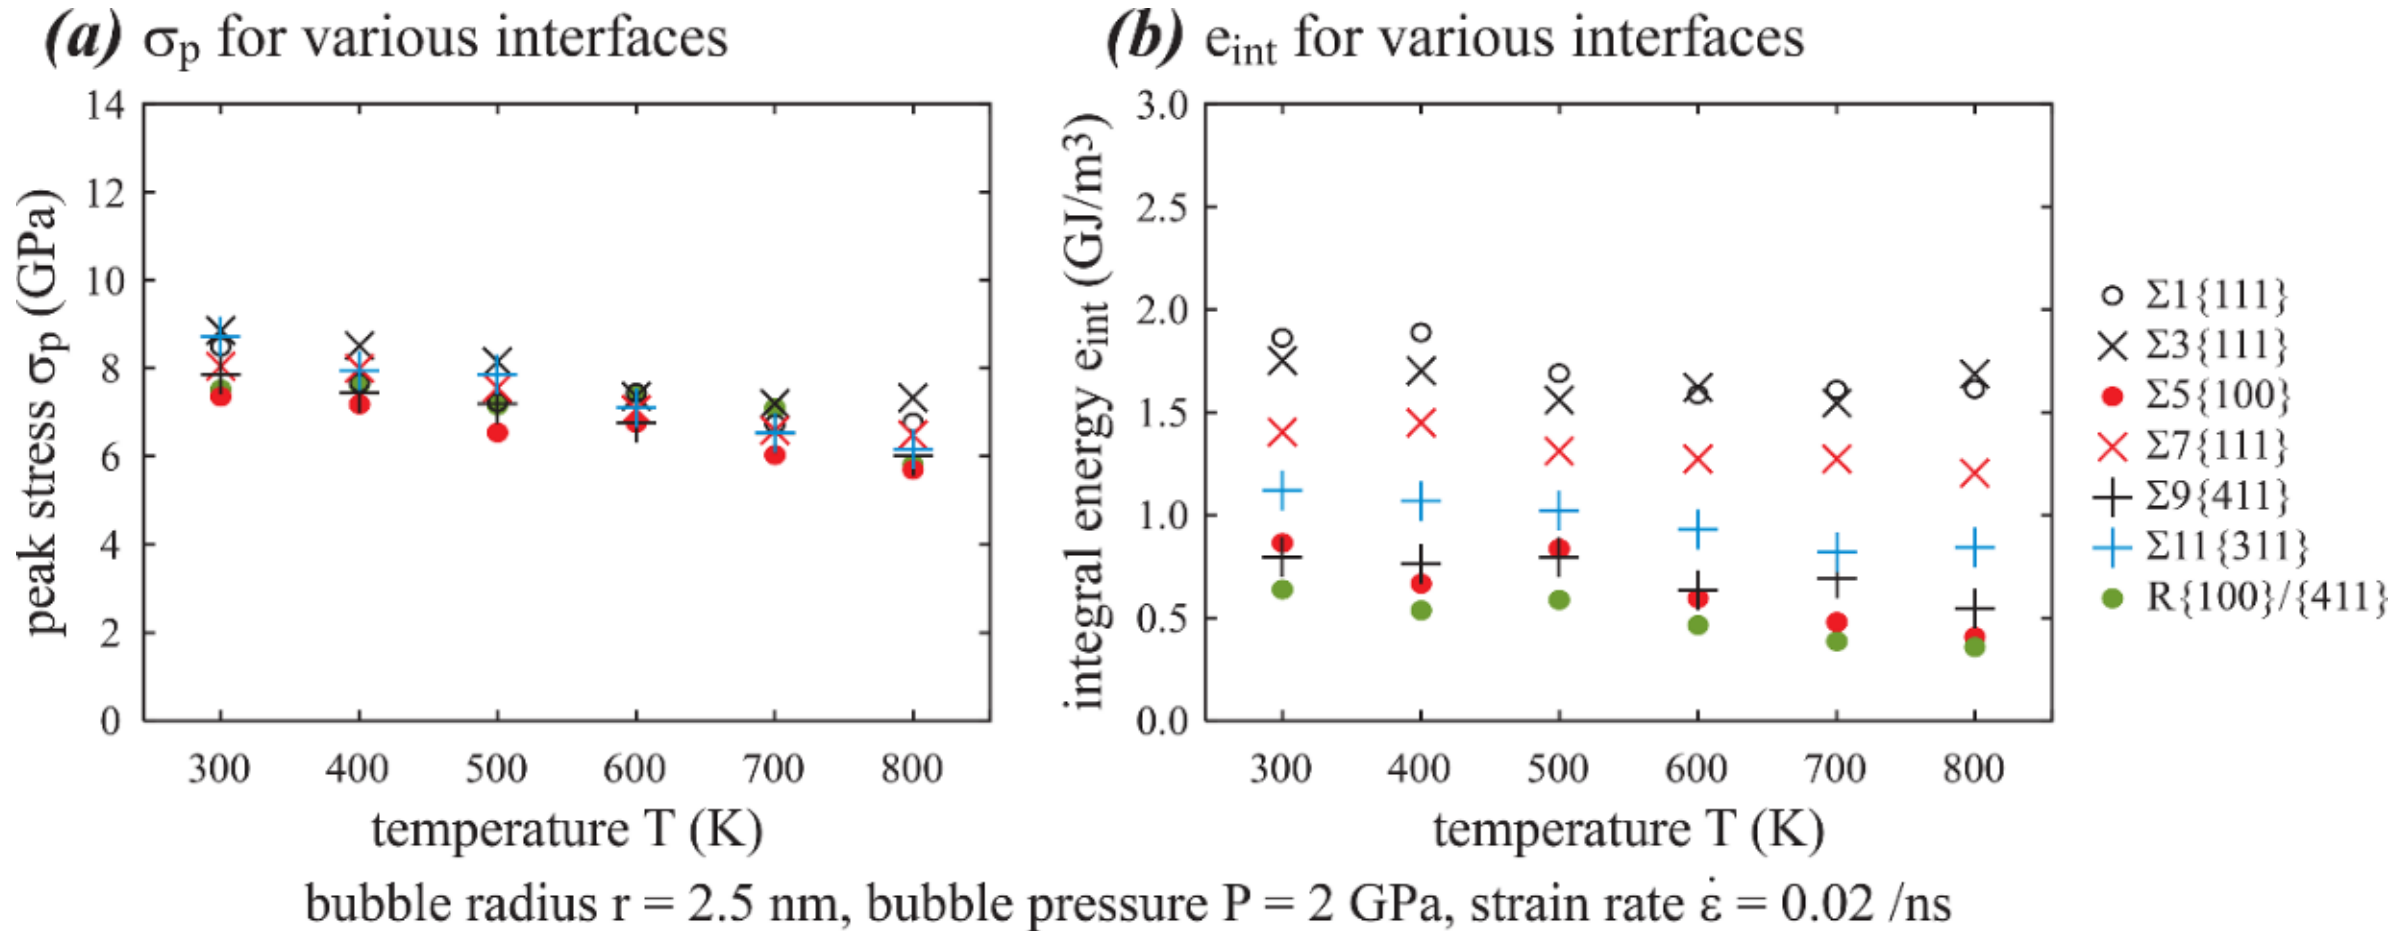 (a) σp for various interfaces
peak stress σp (GPa)
14
12
10
8
6
4
2
0
300 400 500 600 700 800
temperature T (K)
(b) eint for various interfaces
integral energy eint (GJ/m³)
3.0
2.5
2.0
1.5
1.0
0.5
0.0
300 400 500 600 700 800
temperature T (K)
Σ1{111}
Σ3{111}
Σ5{100}
Σ7{111}
Σ9{411}
Σ11{311}
R{100}/{411}
bubble radius r = 2.5 nm, bubble pressure P = 2 GPa, strain rate ε̇ = 0.02 /ns